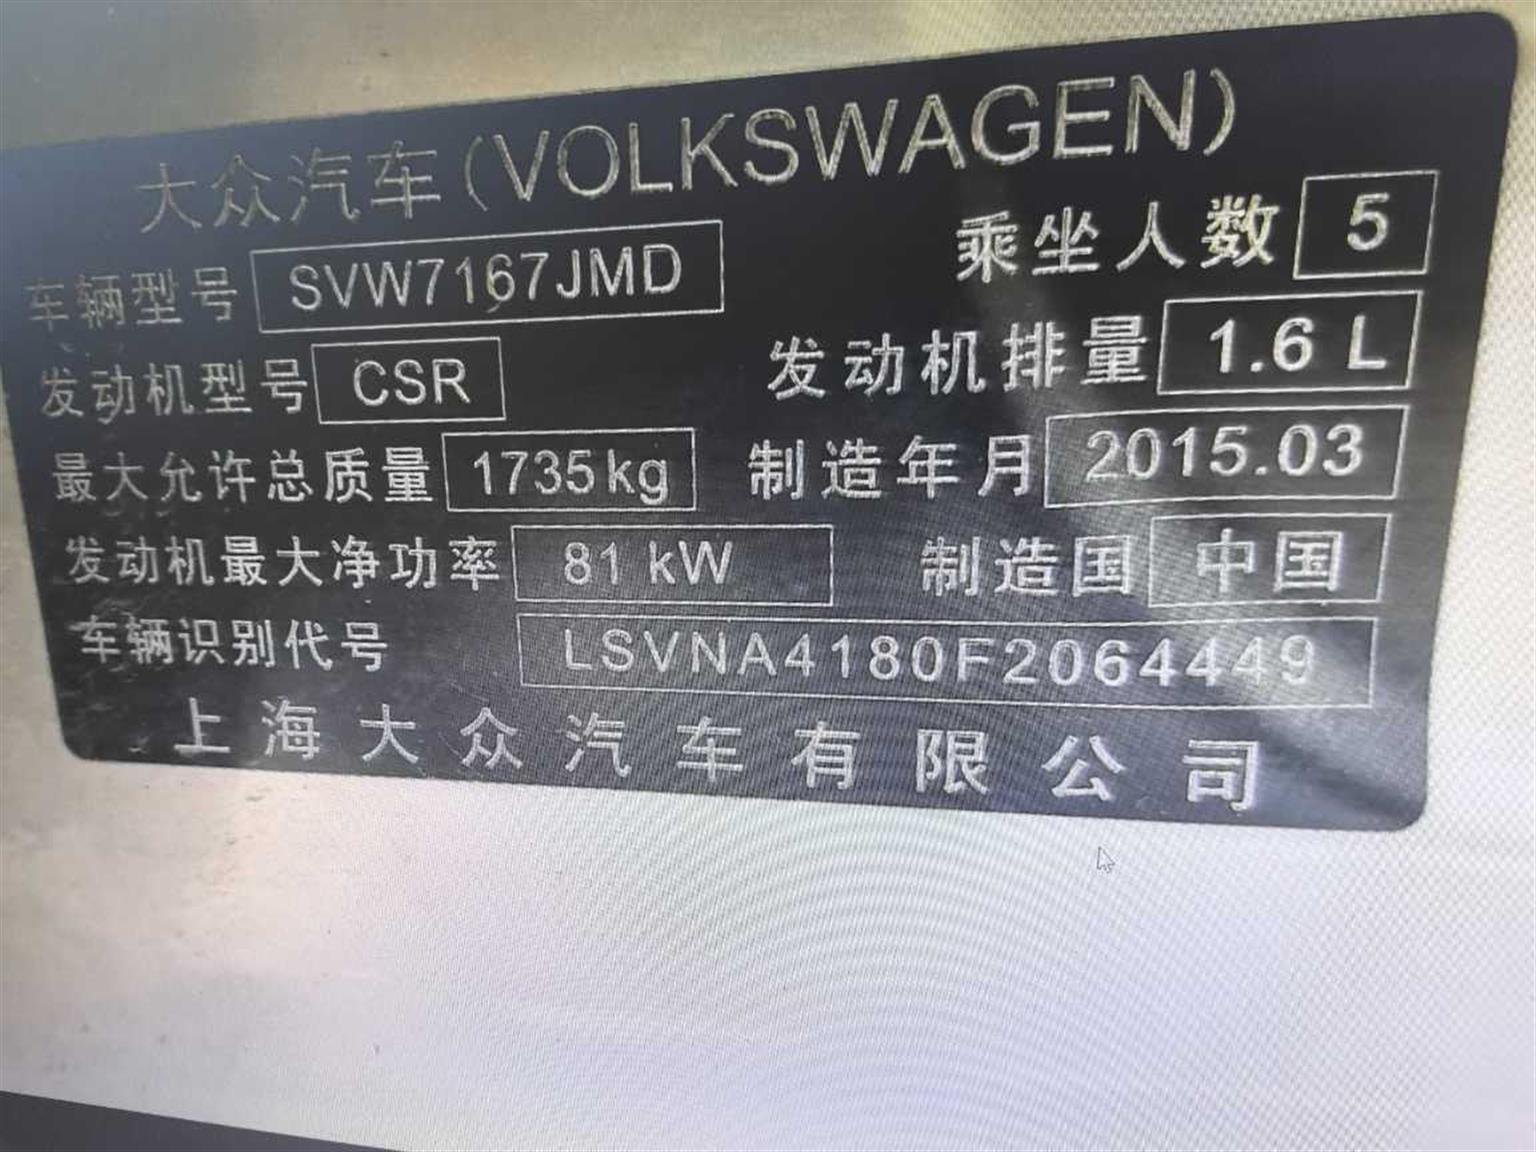 大众汽车(VOLKSWAGEN)
车辆型号 SVW7167JMD 乘坐人数 5
发动机型号 CSR 发动机排量 1.6 L
最大允许总质量 1735kg 制造年月 2015.03
发动机最大净功率 81 kW 制造国 中国
车辆识别代号 LSVNA4180F2064449
上海大众汽车有限公司